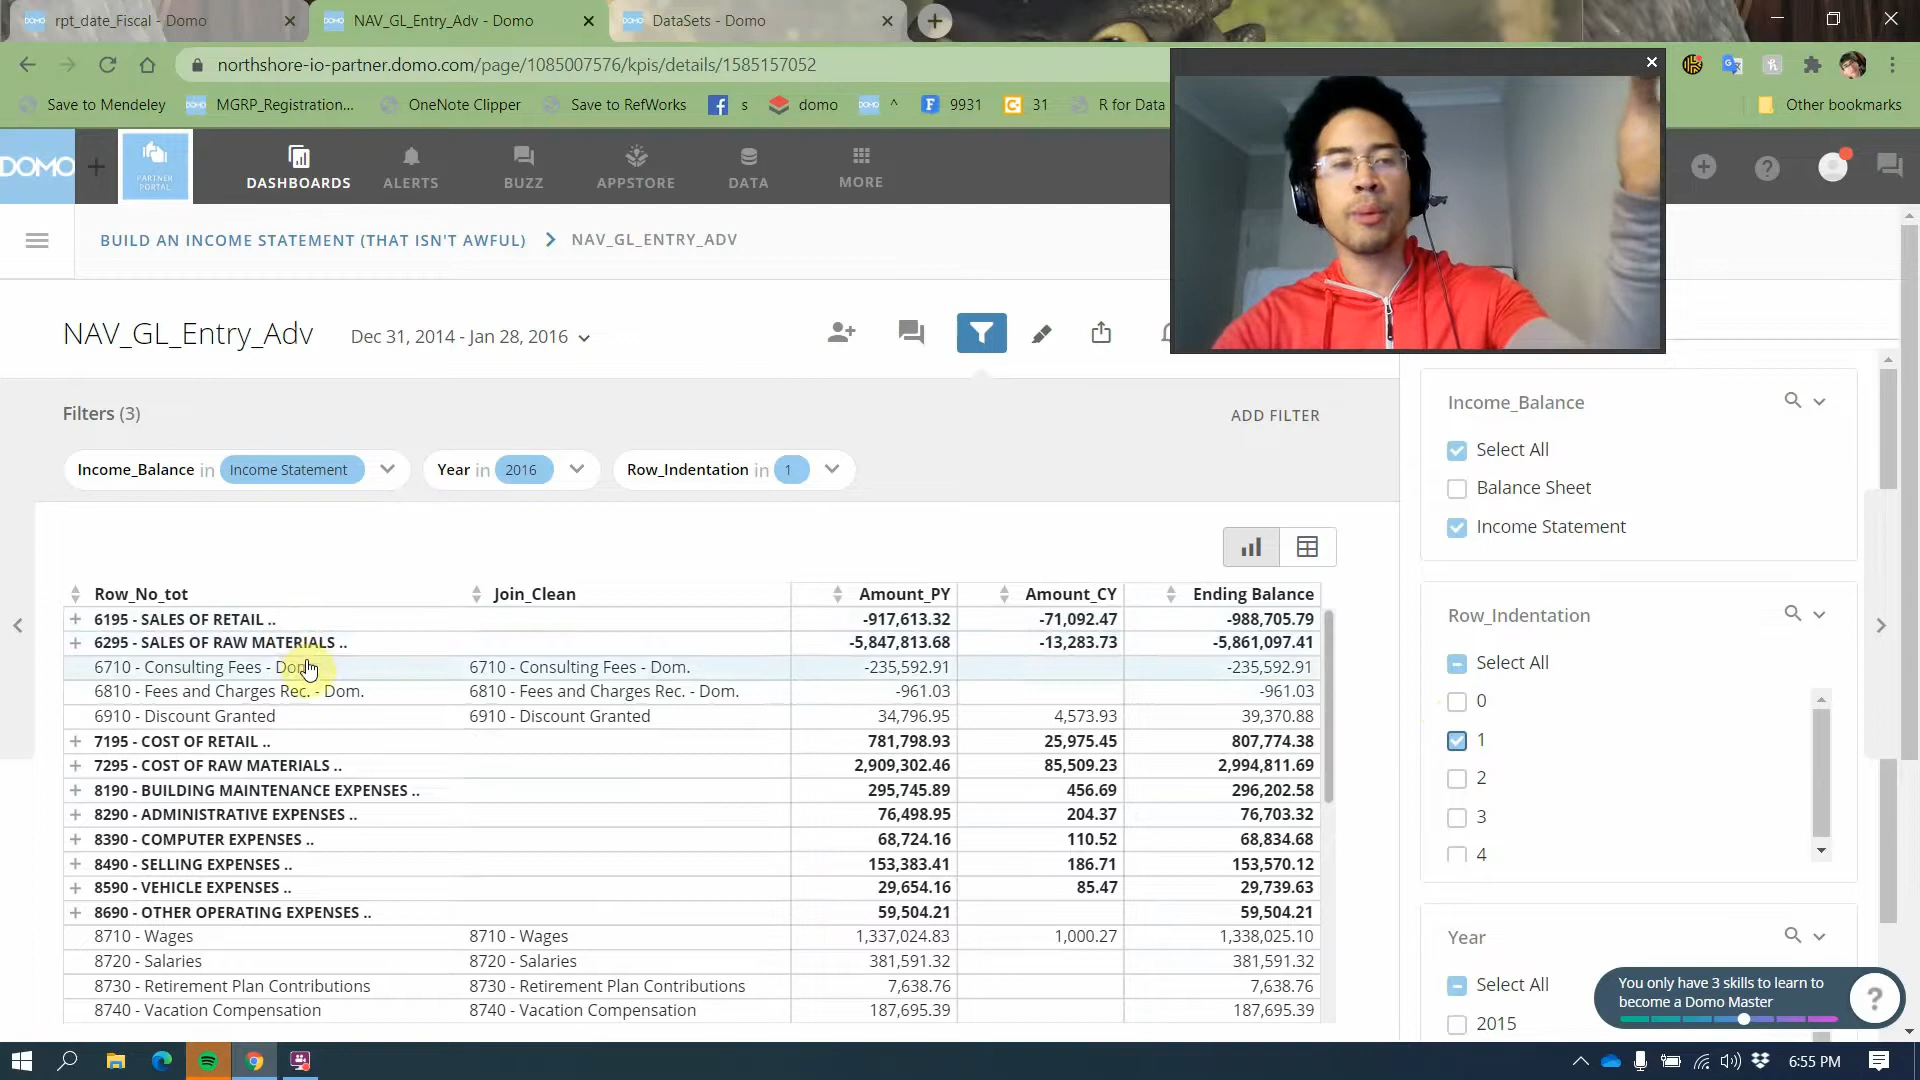 rpt_date_Fiscal - Domo
NAV_GL_Entry_Adv - Domo
DataSets - Domo
northshore-io-partner.domo.com/page/1085007576/kpis/details/1585157052
Save to Mendeley
MGRP_Registration...
OneNote Clipper
Save to RefWorks
s
domo
^
9931
31
R for Data
Other bookmarks
DOMO
PARTNER PORTAL
DASHBOARDS
ALERTS
BUZZ
APPSTORE
DATA
MORE
BUILD AN INCOME STATEMENT (THAT ISN'T AWFUL)
NAV_GL_ENTRY_ADV
NAV_GL_Entry_Adv
Dec 31, 2014 - Jan 28, 2016
Filters (3)
ADD FILTER
Income_Balance in Income Statement
Year in 2016
Row_Indentation in 1
Row_No_tot Join_Clean Amount_PY Amount_CY Ending Balance
6195 - SALES OF RETAIL .. -917,613.32 -71,092.47 -988,705.79
6295 - SALES OF RAW MATERIALS .. -5,847,813.68 -13,283.73 -5,861,097.41
6710 - Consulting Fees - Dom. 6710 - Consulting Fees - Dom. -235,592.91 -235,592.91
6810 - Fees and Charges Rec. - Dom. 6810 - Fees and Charges Rec. - Dom. -961.03 -961.03
6910 - Discount Granted 6910 - Discount Granted 34,796.95 4,573.93 39,370.88
7195 - COST OF RETAIL .. 781,798.93 25,975.45 807,774.38
7295 - COST OF RAW MATERIALS .. 2,909,302.46 85,509.23 2,994,811.69
8190 - BUILDING MAINTENANCE EXPENSES .. 295,745.89 456.69 296,202.58
8290 - ADMINISTRATIVE EXPENSES .. 76,498.95 204.37 76,703.32
8390 - COMPUTER EXPENSES .. 68,724.16 110.52 68,834.68
8490 - SELLING EXPENSES .. 153,383.41 186.71 153,570.12
8590 - VEHICLE EXPENSES .. 29,654.16 85.47 29,739.63
8690 - OTHER OPERATING EXPENSES .. 59,504.21 59,504.21
8710 - Wages 8710 - Wages 1,337,024.83 1,000.27 1,338,025.10
8720 - Salaries 8720 - Salaries 381,591.32 381,591.32
8730 - Retirement Plan Contributions 8730 - Retirement Plan Contributions 7,638.76 7,638.76
8740 - Vacation Compensation 8740 - Vacation Compensation 187,695.39 187,695.39
Income_Balance
Select All
Balance Sheet
Income Statement
Row_Indentation
Select All
0
1
2
3
4
Year
Select All
2015
You only have 3 skills to learn to
become a Domo Master
?
6:55 PM